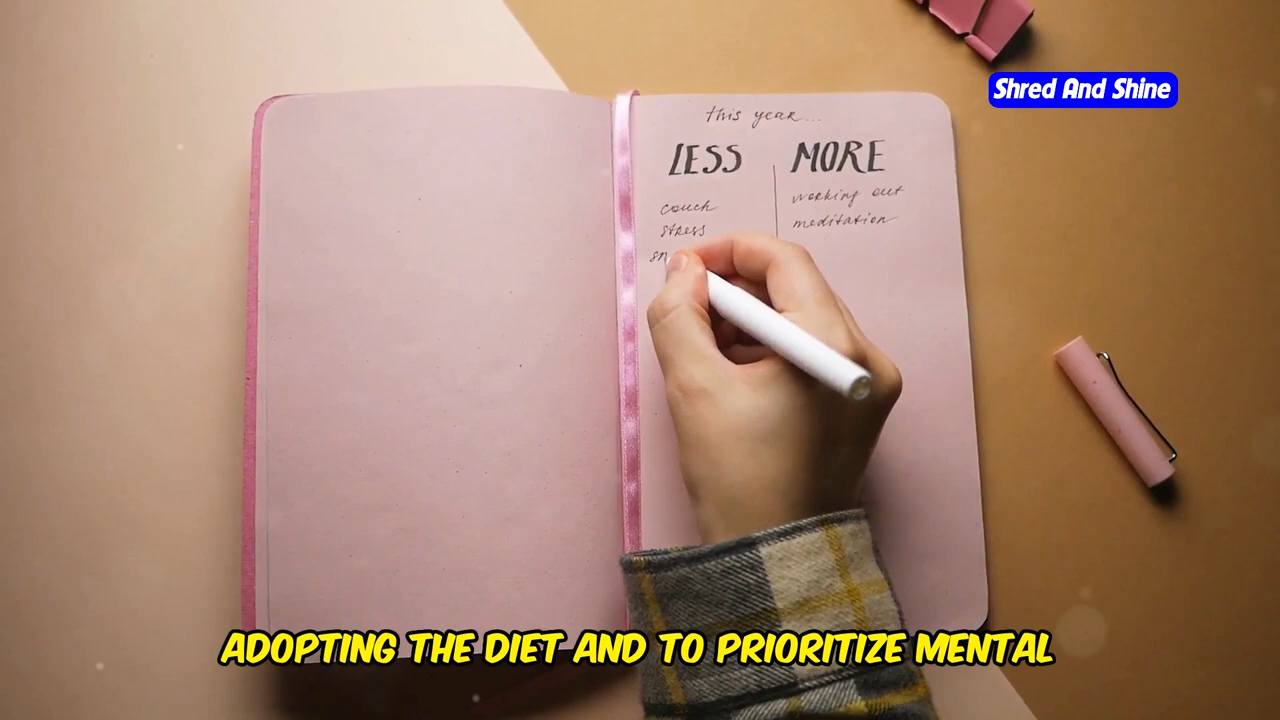 Shred And Shine
this year...
LESS MORE
couch working out
stress meditation
ADOPTING THE DIET AND TO PRIORITIZE MENTAL